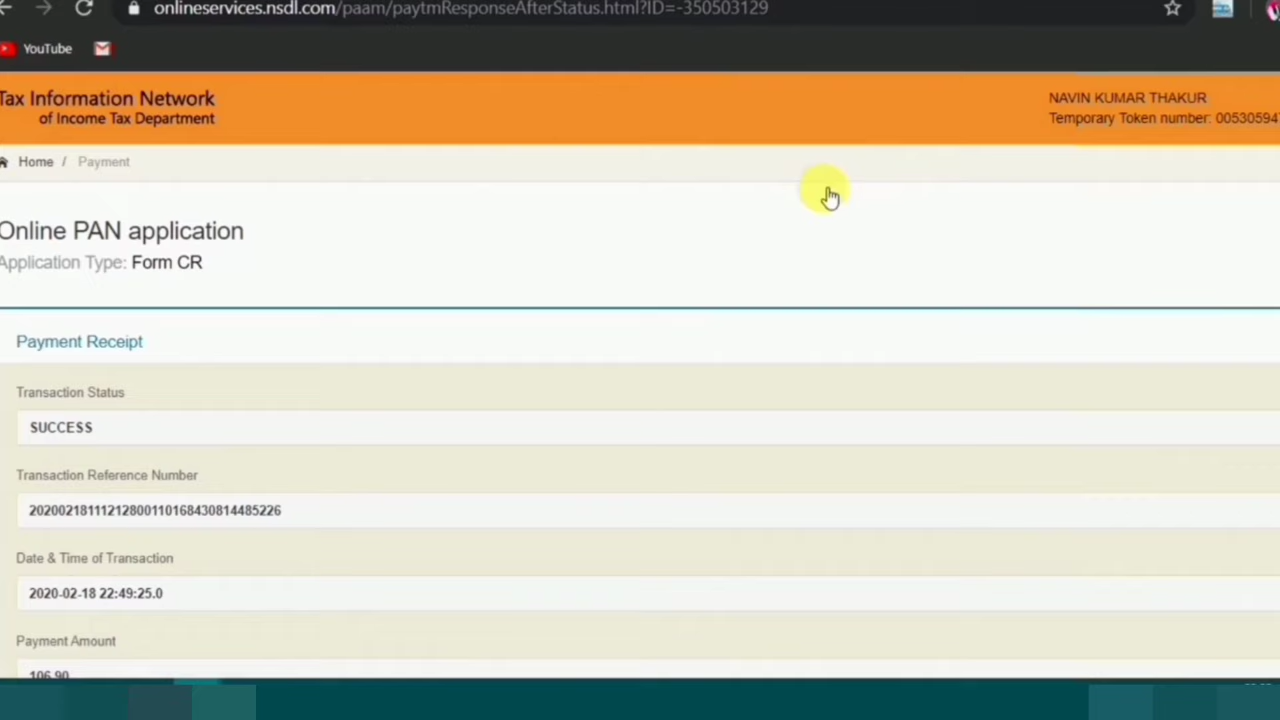 onlineservices.nsdl.com/paam/paytmResponseAfterStatus.html?ID=-350503129
YouTube
Tax Information Network
of Income Tax Department
NAVIN KUMAR THAKUR
Temporary Token number: 00530594
Home / Payment
Online PAN application
Application Type: Form CR
Payment Receipt
Transaction Status
SUCCESS
Transaction Reference Number
20200218111212800110168430814485226
Date & Time of Transaction
2020-02-18 22:49:25.0
Payment Amount
106.90